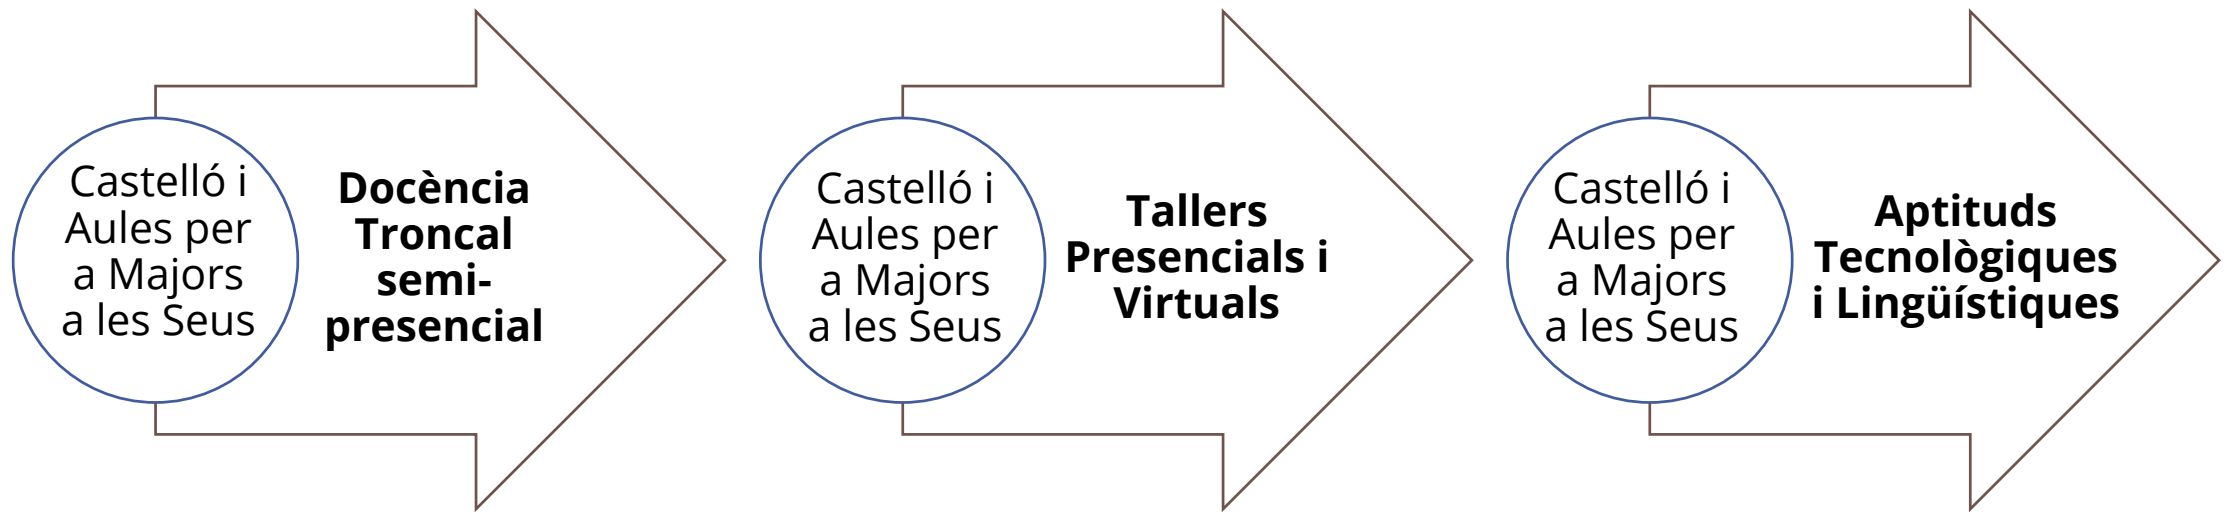 Castelló i
Aules per
a Majors
a les Seus
Docència
Troncal
semi-
presencial
Castelló i
Aules per
a Majors
a les Seus
Tallers
Presencials i
Virtuals
Castelló i
Aules per
a Majors
a les Seus
Aptituds
Tecnològiques
i Lingüístiques